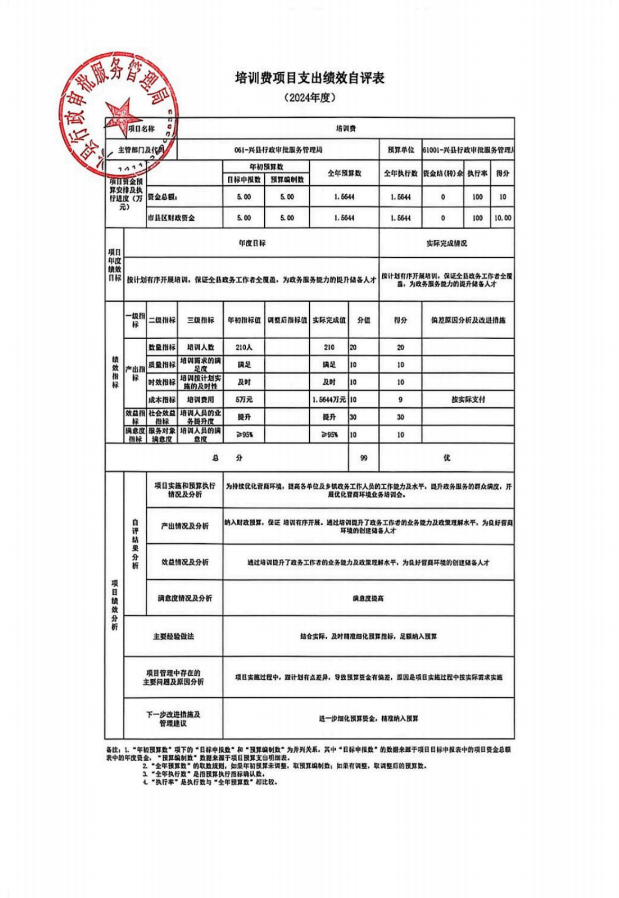 培训费项目支出绩效自评表
（2024年度）
兴县行政审批服务管理局
项目名称 培训费
主管部门及代码 061-兴县行政审批服务管理局 预算单位 61001-兴县行政审批服务管理
项目资金预算安排及执行进度（万元） 年初预算数 全年预算数 全年执行数 资金结(转)余 执行率 得分
目标申报数 预算编制数
资金总额： 5.00 5.00 1.5644 1.5644 0 100 10
市县区财政资金 5.00 5.00 1.5644 1.5644 0 100 10.00
项目年度绩效目标 年度目标 实际完成情况
按计划有序开展培训，保证全县政务工作者全覆盖，为政务服务能力的提升储备人才 按计划有序开展培训，保证全县政务工作者全覆盖，为政务服务能力的提升储备人才
绩效指标 一级指标 二级指标 三级指标 年初指标值 调整后指标值 实际完成值 分值 得分 偏差原因分析及改进措施
产出指标 数量指标 培训人数 210人 210 20 20
质量指标 培训需求的满足度 满足 满足 10 10
时效指标 培训按计划实施的及时性 及时 及时 10 10
成本指标 培训费用 5万元 1.5644万元 10 9 按实际支付
效益指标 社会效益指标 培训人员的业务提升度 提升 提升 30 30
满意度指标 服务对象满意度 培训人员的满意度 ≥95% ≥95% 10 10
总 分 99 优
项目绩效分析 自评结果分析 项目实施和预算执行情况及分析 为持续优化营商环境，提高各单位及乡镇政务工作人员的工作能力及水平，提升政务服务的群众满度，开展优化营商环境业务培训会。
产出情况及分析 纳入财政预算，保证 培训有序开展。通过培训提升了政务工作者的业务能力及政策理解水平，为良好营商环境的创建储备人才
效益情况及分析 通过培训提升了政务工作者的业务能力及政策理解水平，为良好营商环境的创建储备人才
满意度情况及分析 满意度提高
主要经验做法 结合实际，及时精准细化预算指标，足额纳入预算
项目管理中存在的主要问题及原因分析 项目实施过程中，跟计划有点差异，导致预算资金有偏差，原因是项目实施过程中按实际需求实施
下一步改进措施及管理建议 进一步细化预算资金，精准纳入预算
备注：1.“年初预算数”项下的“目标申报数”和“预算编制数”为并列关系，其中“目标申报数”的数据来源于项目目标申报表中的项目资金总额
表中的年度资金，“预算编制数”数据来源于项目预算支出明细表。
2.“全年预算数”的取数规则，如果年初预算未调整，取预算编制数；如果有调整，取调整后的预算数。
3.“全年执行数”是指预算执行指标确认数。
4.“执行率”是执行数与“全年预算数”相比较。